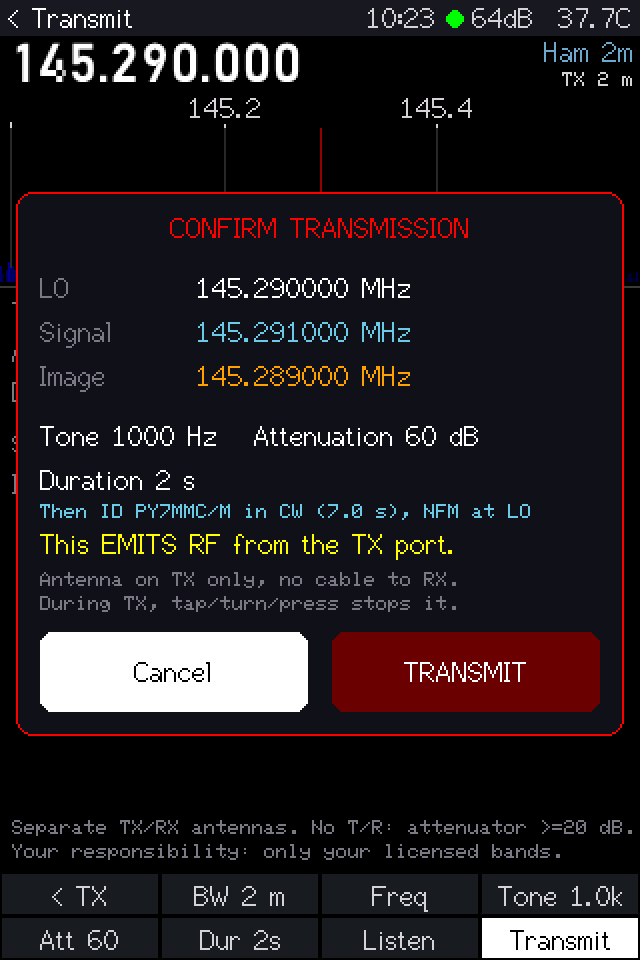 < Transmit 10:23 64dB 37.7C
145.290.000 Ham 2m
TX 2 m
145.2 145.4
CONFIRM TRANSMISSION
LO 145.290000 MHz
Signal 145.291000 MHz
Image 145.289000 MHz
Tone 1000 Hz Attenuation 60 dB
Duration 2 s
Then ID PY7MMC/M in CW (7.0 s), NFM at LO
This EMITS RF from the TX port.
Antenna on TX only, no cable to RX.
During TX, tap/turn/press stops it.
Cancel TRANSMIT
Separate TX/RX antennas. No T/R: attenuator >=20 dB.
Your responsibility: only your licensed bands.
< TX BW 2 m Freq Tone 1.0k
Att 60 Dur 2s Listen Transmit